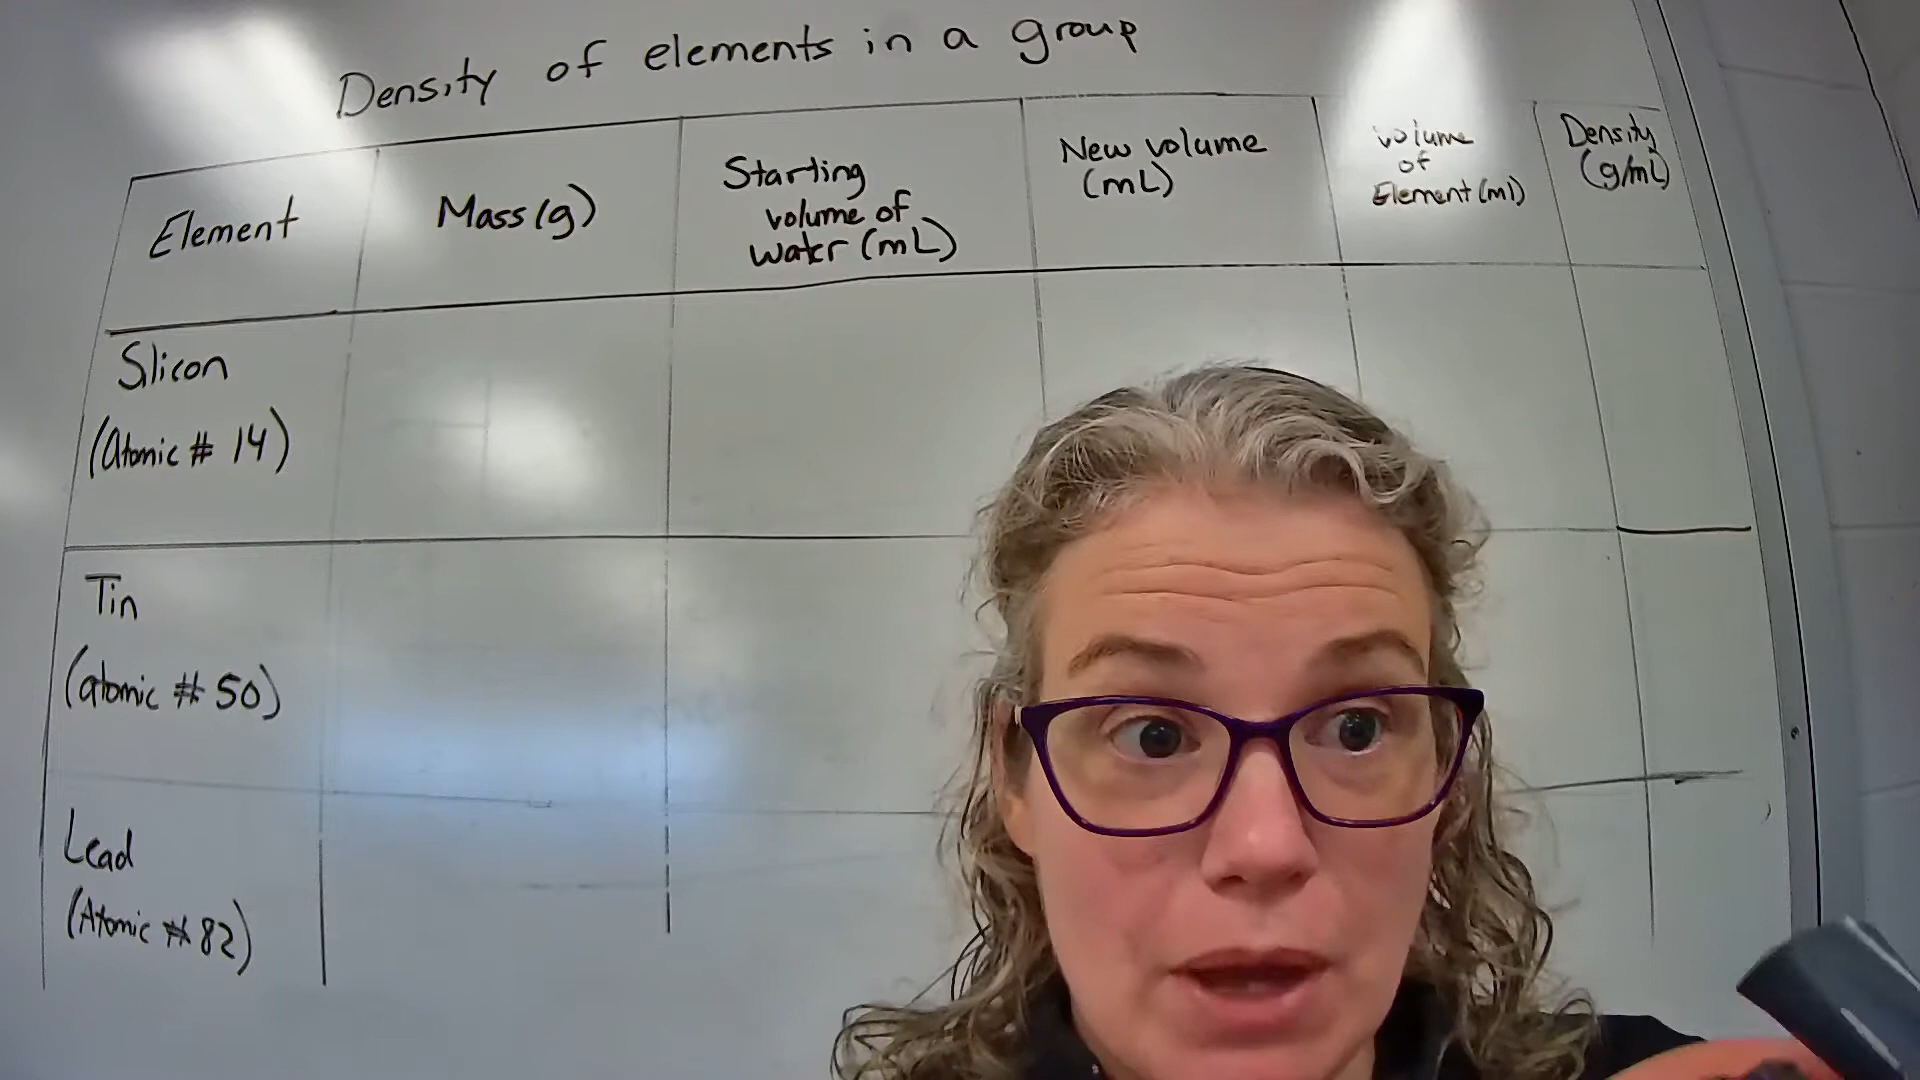 Density of elements in a group
Element
Mass (g)
Starting
volume of
water (mL)
New volume
(mL)
volume
of
Element (ml)
Density
(g/mL)
Silicon
(Atomic # 14)
Tin
(atomic # 50)
Lead
(Atomic # 82)